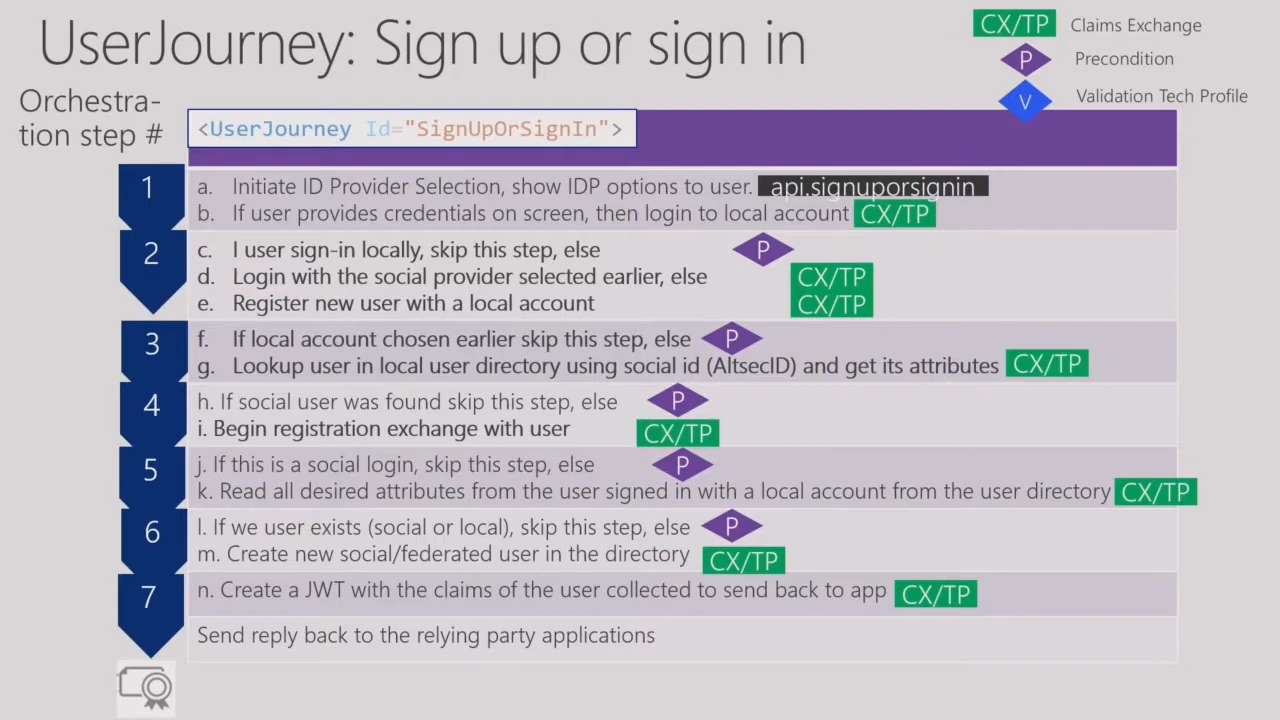 UserJourney: Sign up or sign in
CX/TP Claims Exchange
P Precondition
V Validation Tech Profile
Orchestra-
tion step #
<UserJourney Id="SignUpOrSignIn">
1
a. Initiate ID Provider Selection, show IDP options to user. api.signuporsignin
b. If user provides credentials on screen, then login to local account CX/TP
2
c. I user sign-in locally, skip this step, else P
d. Login with the social provider selected earlier, else CX/TP
e. Register new user with a local account CX/TP
3
f. If local account chosen earlier skip this step, else P
g. Lookup user in local user directory using social id (AltsecID) and get its attributes CX/TP
4
h. If social user was found skip this step, else P
i. Begin registration exchange with user CX/TP
5
j. If this is a social login, skip this step, else P
k. Read all desired attributes from the user signed in with a local account from the user directory CX/TP
6
l. If we user exists (social or local), skip this step, else P
m. Create new social/federated user in the directory CX/TP
7
n. Create a JWT with the claims of the user collected to send back to app CX/TP
Send reply back to the relying party applications